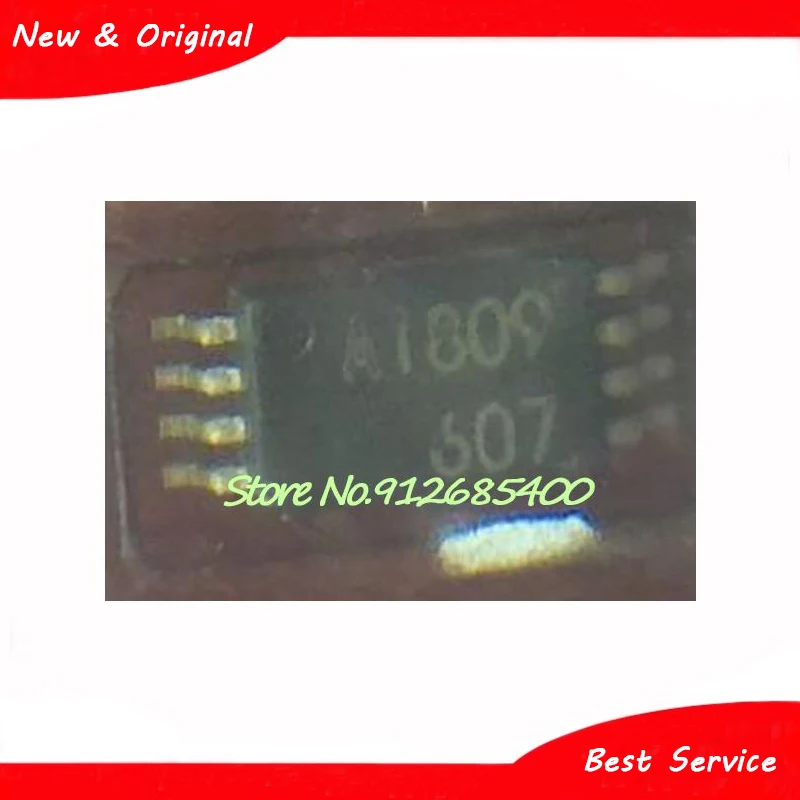 New & Original
A1809
607
Store No.912685400
Best Service